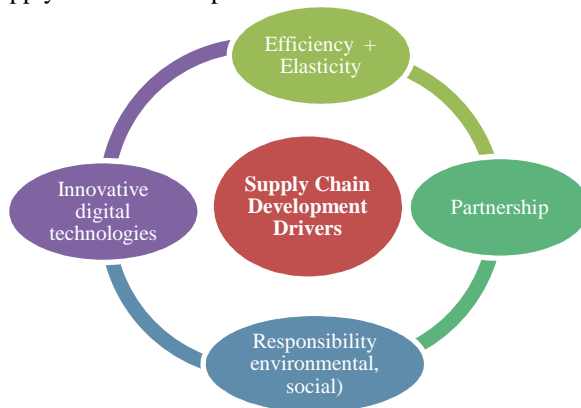 Efficiency +
Elasticity
Innovative
digital
technologies
Supply Chain
Development
Drivers
Partnership
Responsibility
environmental,
social)